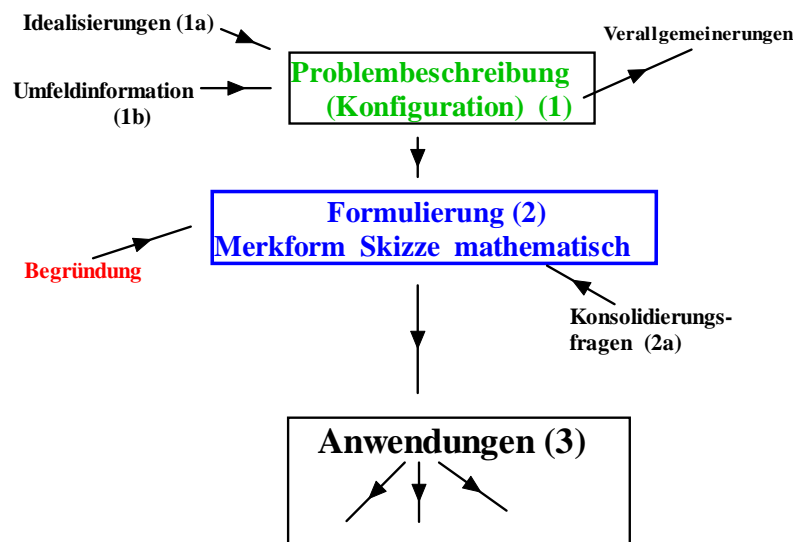 Idealisierungen (1a)
Verallgemeinerungen
Problembeschreibung
(Konfiguration) (1)
Umfeldinformation
(1b)
Formulierung (2)
Merkform Skizze mathematisch
Begründung
Konsolidierungs-
fragen (2a)
Anwendungen (3)